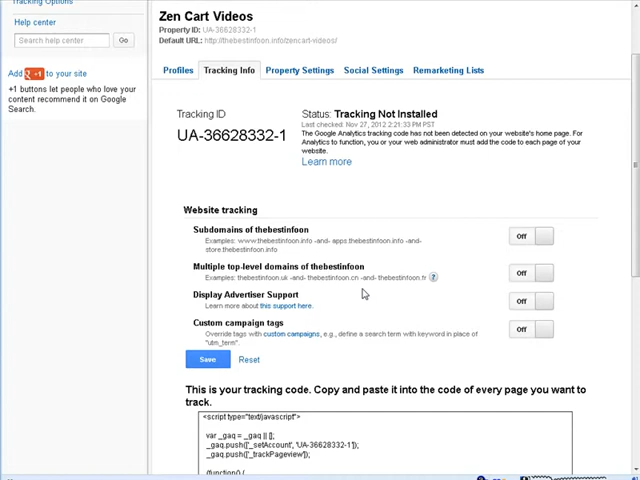 Tracking Options
Help center
Search help center
Go
Add +1 to your site
+1 buttons let people who love your
content recommend it on Google
Search.
Zen Cart Videos
Property ID: UA-36628332-1
Default URL: http://thebestinfoon.info/zencart-videos/
Profiles
Tracking Info
Property Settings
Social Settings
Remarketing Lists
Tracking ID
UA-36628332-1
Status: Tracking Not Installed
Last checked: Nov 27, 2012 2:21:33 PM PST
The Google Analytics tracking code has not been detected on your website's home page. For
Analytics to function, you or your web administrator must add the code to each page of your
website.
Learn more
Website tracking
Subdomains of thebestinfoon
Examples: www.thebestinfoon.info -and- apps.thebestinfoon.info -and-
store.thebestinfoon.info
Off
Multiple top-level domains of thebestinfoon
Examples: thebestinfoon.uk -and- thebestinfoon.cn -and- thebestinfoon.fr ?
Off
Display Advertiser Support
Learn more about this support here.
Off
Custom campaign tags
Override tags with custom campaigns, e.g., define a search term with keyword in place of
"utm_term".
Off
Save
Reset
This is your tracking code. Copy and paste it into the code of every page you want to
track.
<script type="text/javascript">
var _gaq = _gaq || [];
_gaq.push(['_setAccount', 'UA-36628332-1']);
_gaq.push(['_trackPageview']);
(function() {